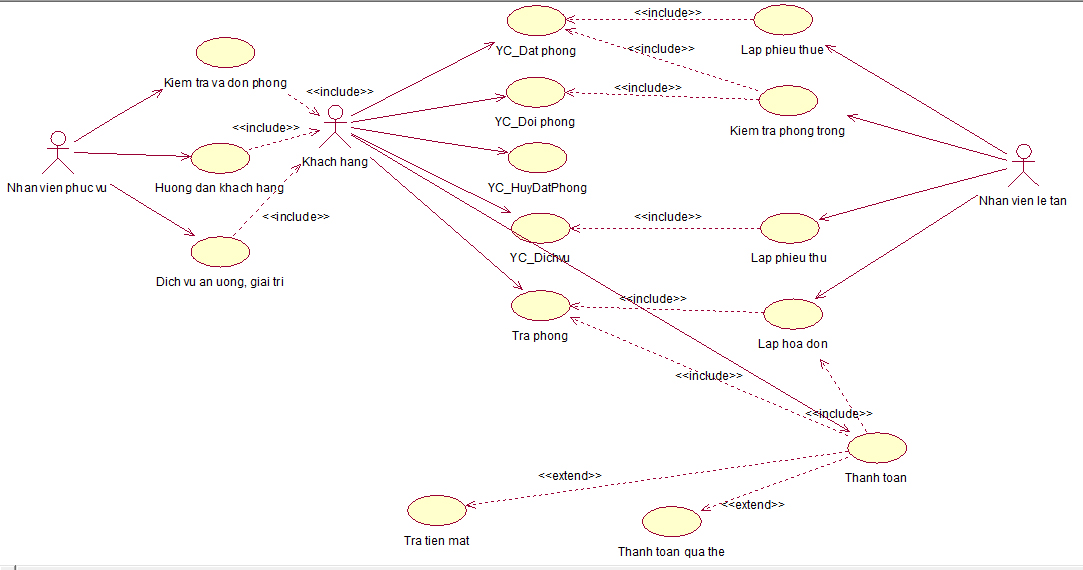 <<include>>
YC_Dat phong
Lap phieu thue
<<include>>
Kiem tra va don phong
<<include>>
<<include>>
YC_Doi phong
Kiem tra phong trong
<<include>>
Khach hang
Nhan vien phuc vu
Huong dan khach hang
YC_HuyDatPhong
Nhan vien le tan
<<include>>
<<include>>
YC_Dichvu
Lap phieu thu
Dich vu an uong, giai tri
<<include>>
Tra phong
Lap hoa don
<<include>>
<<include>>
Thanh toan
<<extend>>
<<extend>>
Tra tien mat
Thanh toan qua the